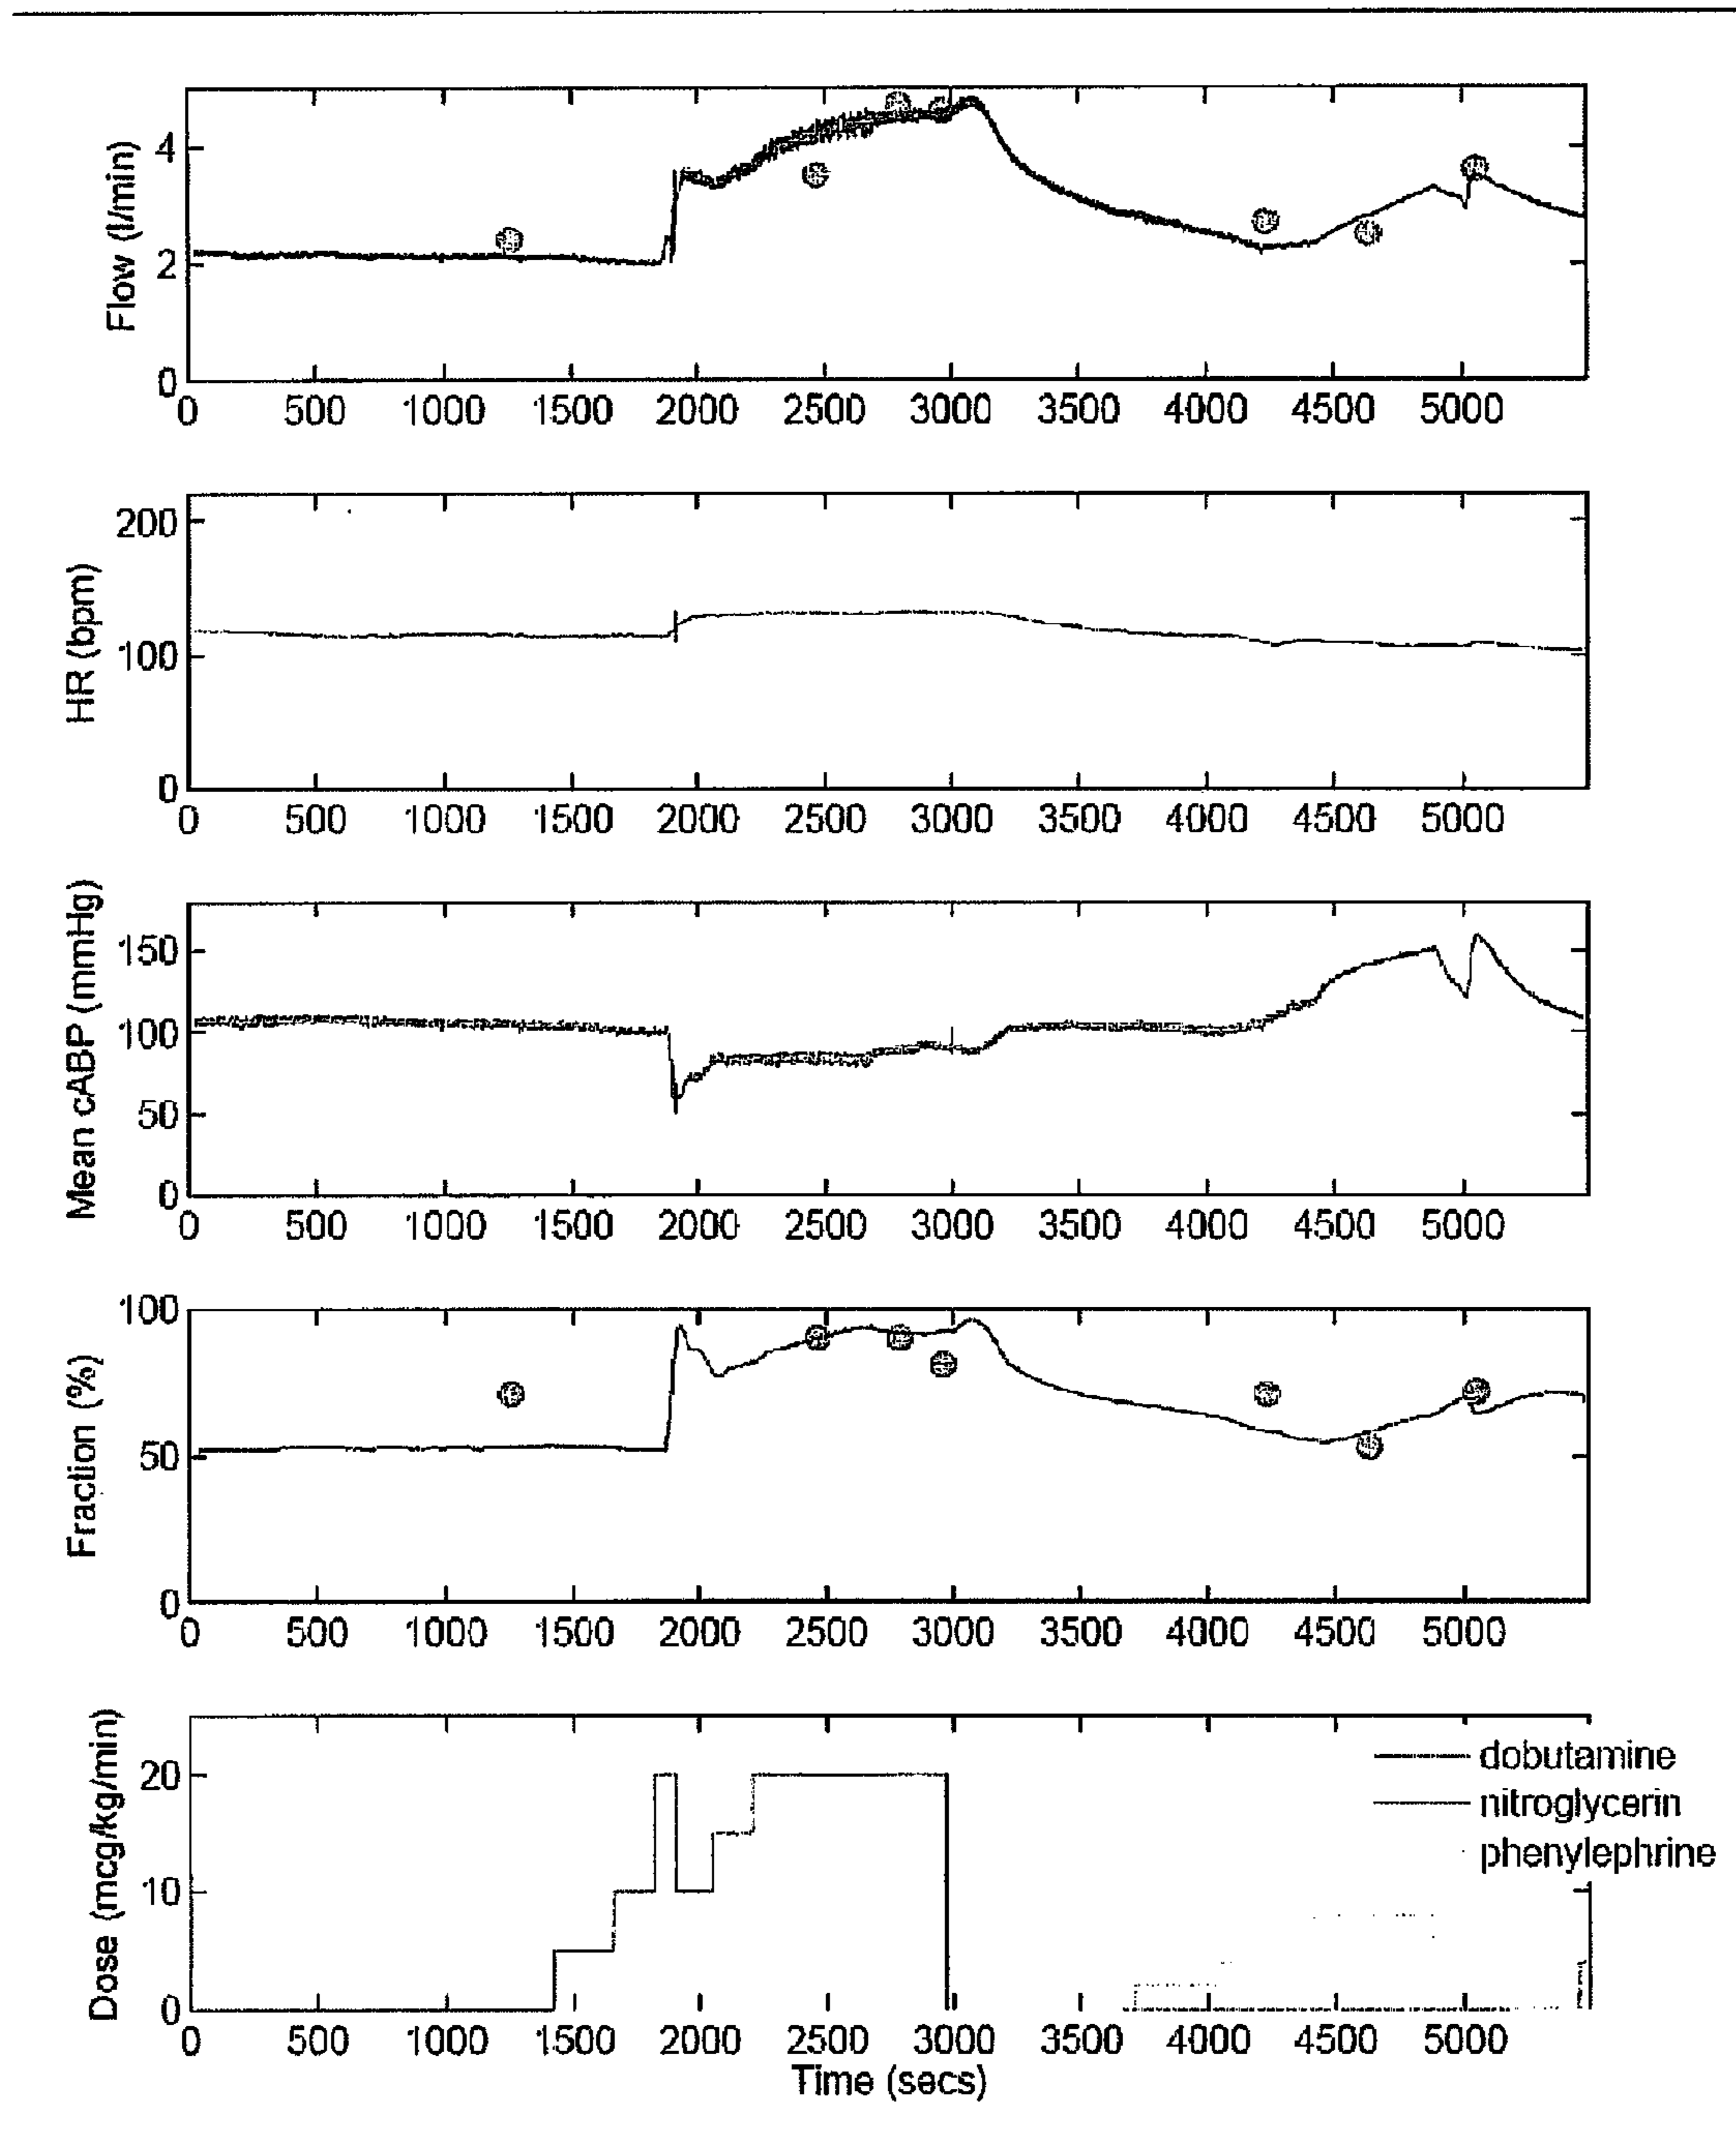 Flow (l/min)
4
2
0
0 500 1000 1500 2000 2500 3000 3500 4000 4500 5000
HR (bpm)
200
100
0
0 500 1000 1500 2000 2500 3000 3500 4000 4500 5000
Mean cABP (mmHg)
150
100
50
0
0 500 1000 1500 2000 2500 3000 3500 4000 4500 5000
Fraction (%)
100
50
0
0 500 1000 1500 2000 2500 3000 3500 4000 4500 5000
Dose (mcg/kg/min)
20
10
0
dobutamine
nitroglycerin
phenylephrine
0 500 1000 1500 2000 2500 3000 3500 4000 4500 5000
Time (secs)